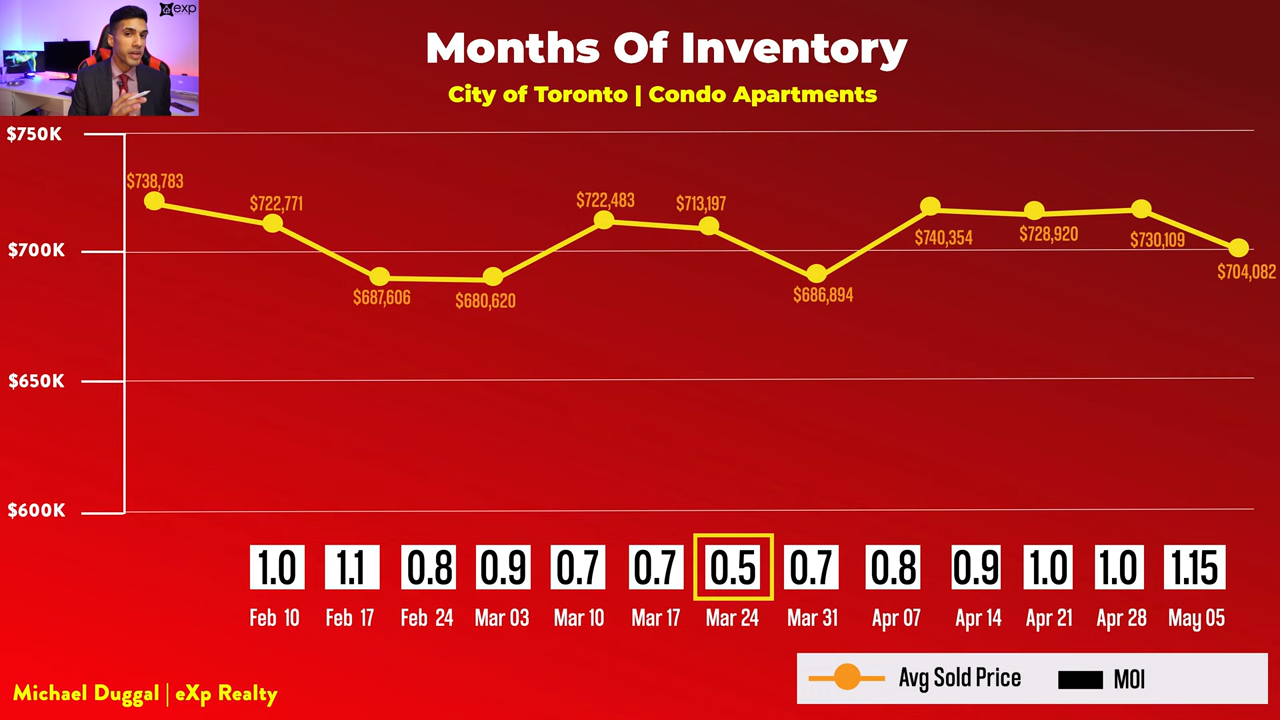 exp
Months Of Inventory
City of Toronto | Condo Apartments
$750K
$738,783
$722,771
$722,483
$713,197
$740,354
$728,920
$730,109
$700K
$704,082
$687,606
$680,620
$686,894
$650K
$600K
1.0 1.1 0.8 0.9 0.7 0.7 0.5 0.7 0.8 0.9 1.0 1.0 1.15
Feb 10 Feb 17 Feb 24 Mar 03 Mar 10 Mar 17 Mar 24 Mar 31 Apr 07 Apr 14 Apr 21 Apr 28 May 05
Avg Sold Price MOI
Michael Duggal | eXp Realty